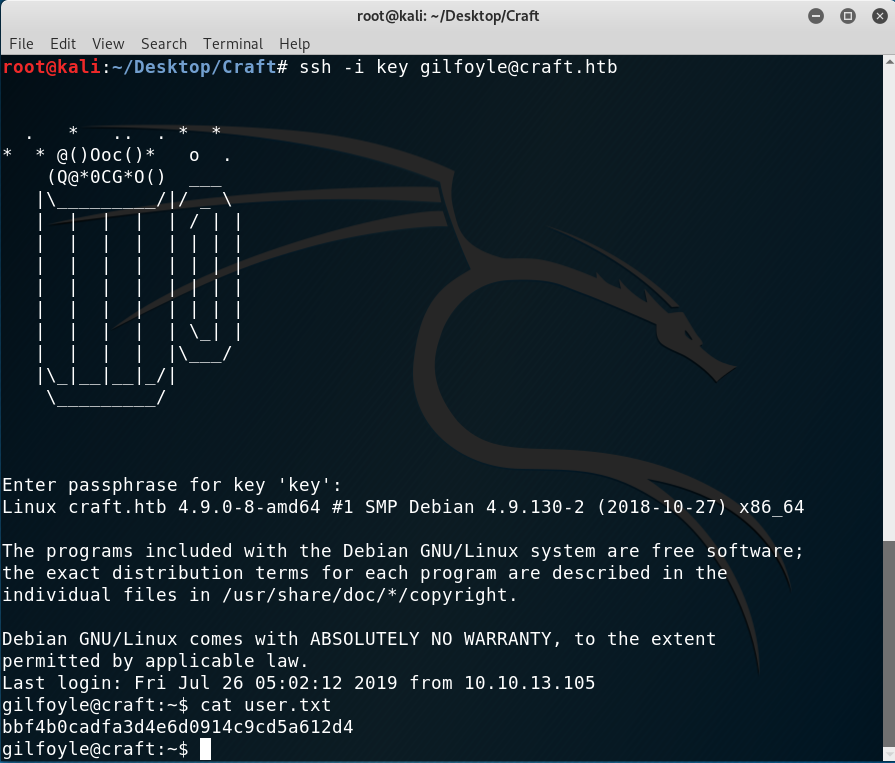 root@kali: ~/Desktop/Craft
File Edit View Search Terminal Help
root@kali:~/Desktop/Craft# ssh -i key gilfoyle@craft.htb
  .   *   ..  . *  *
*  * @()Ooc()*   o  .
    (Q@*0CG*O()  ___
   |\_________/|/ _ \
   |  |  |  |  | / | |
   |  |  |  |  | | | |
   |  |  |  |  | | | |
   |  |  |  |  | | | |
   |  |  |  |  | | | |
   |  |  |  |  | \_| |
   |  |  |  |  |\___/
   |\_|__|__|_/|
    \_________/
Enter passphrase for key 'key':
Linux craft.htb 4.9.0-8-amd64 #1 SMP Debian 4.9.130-2 (2018-10-27) x86_64
The programs included with the Debian GNU/Linux system are free software;
the exact distribution terms for each program are described in the
individual files in /usr/share/doc/*/copyright.
Debian GNU/Linux comes with ABSOLUTELY NO WARRANTY, to the extent
permitted by applicable law.
Last login: Fri Jul 26 05:02:12 2019 from 10.10.13.105
gilfoyle@craft:~$ cat user.txt
bbf4b0cadfa3d4e6d0914c9cd5a612d4
gilfoyle@craft:~$